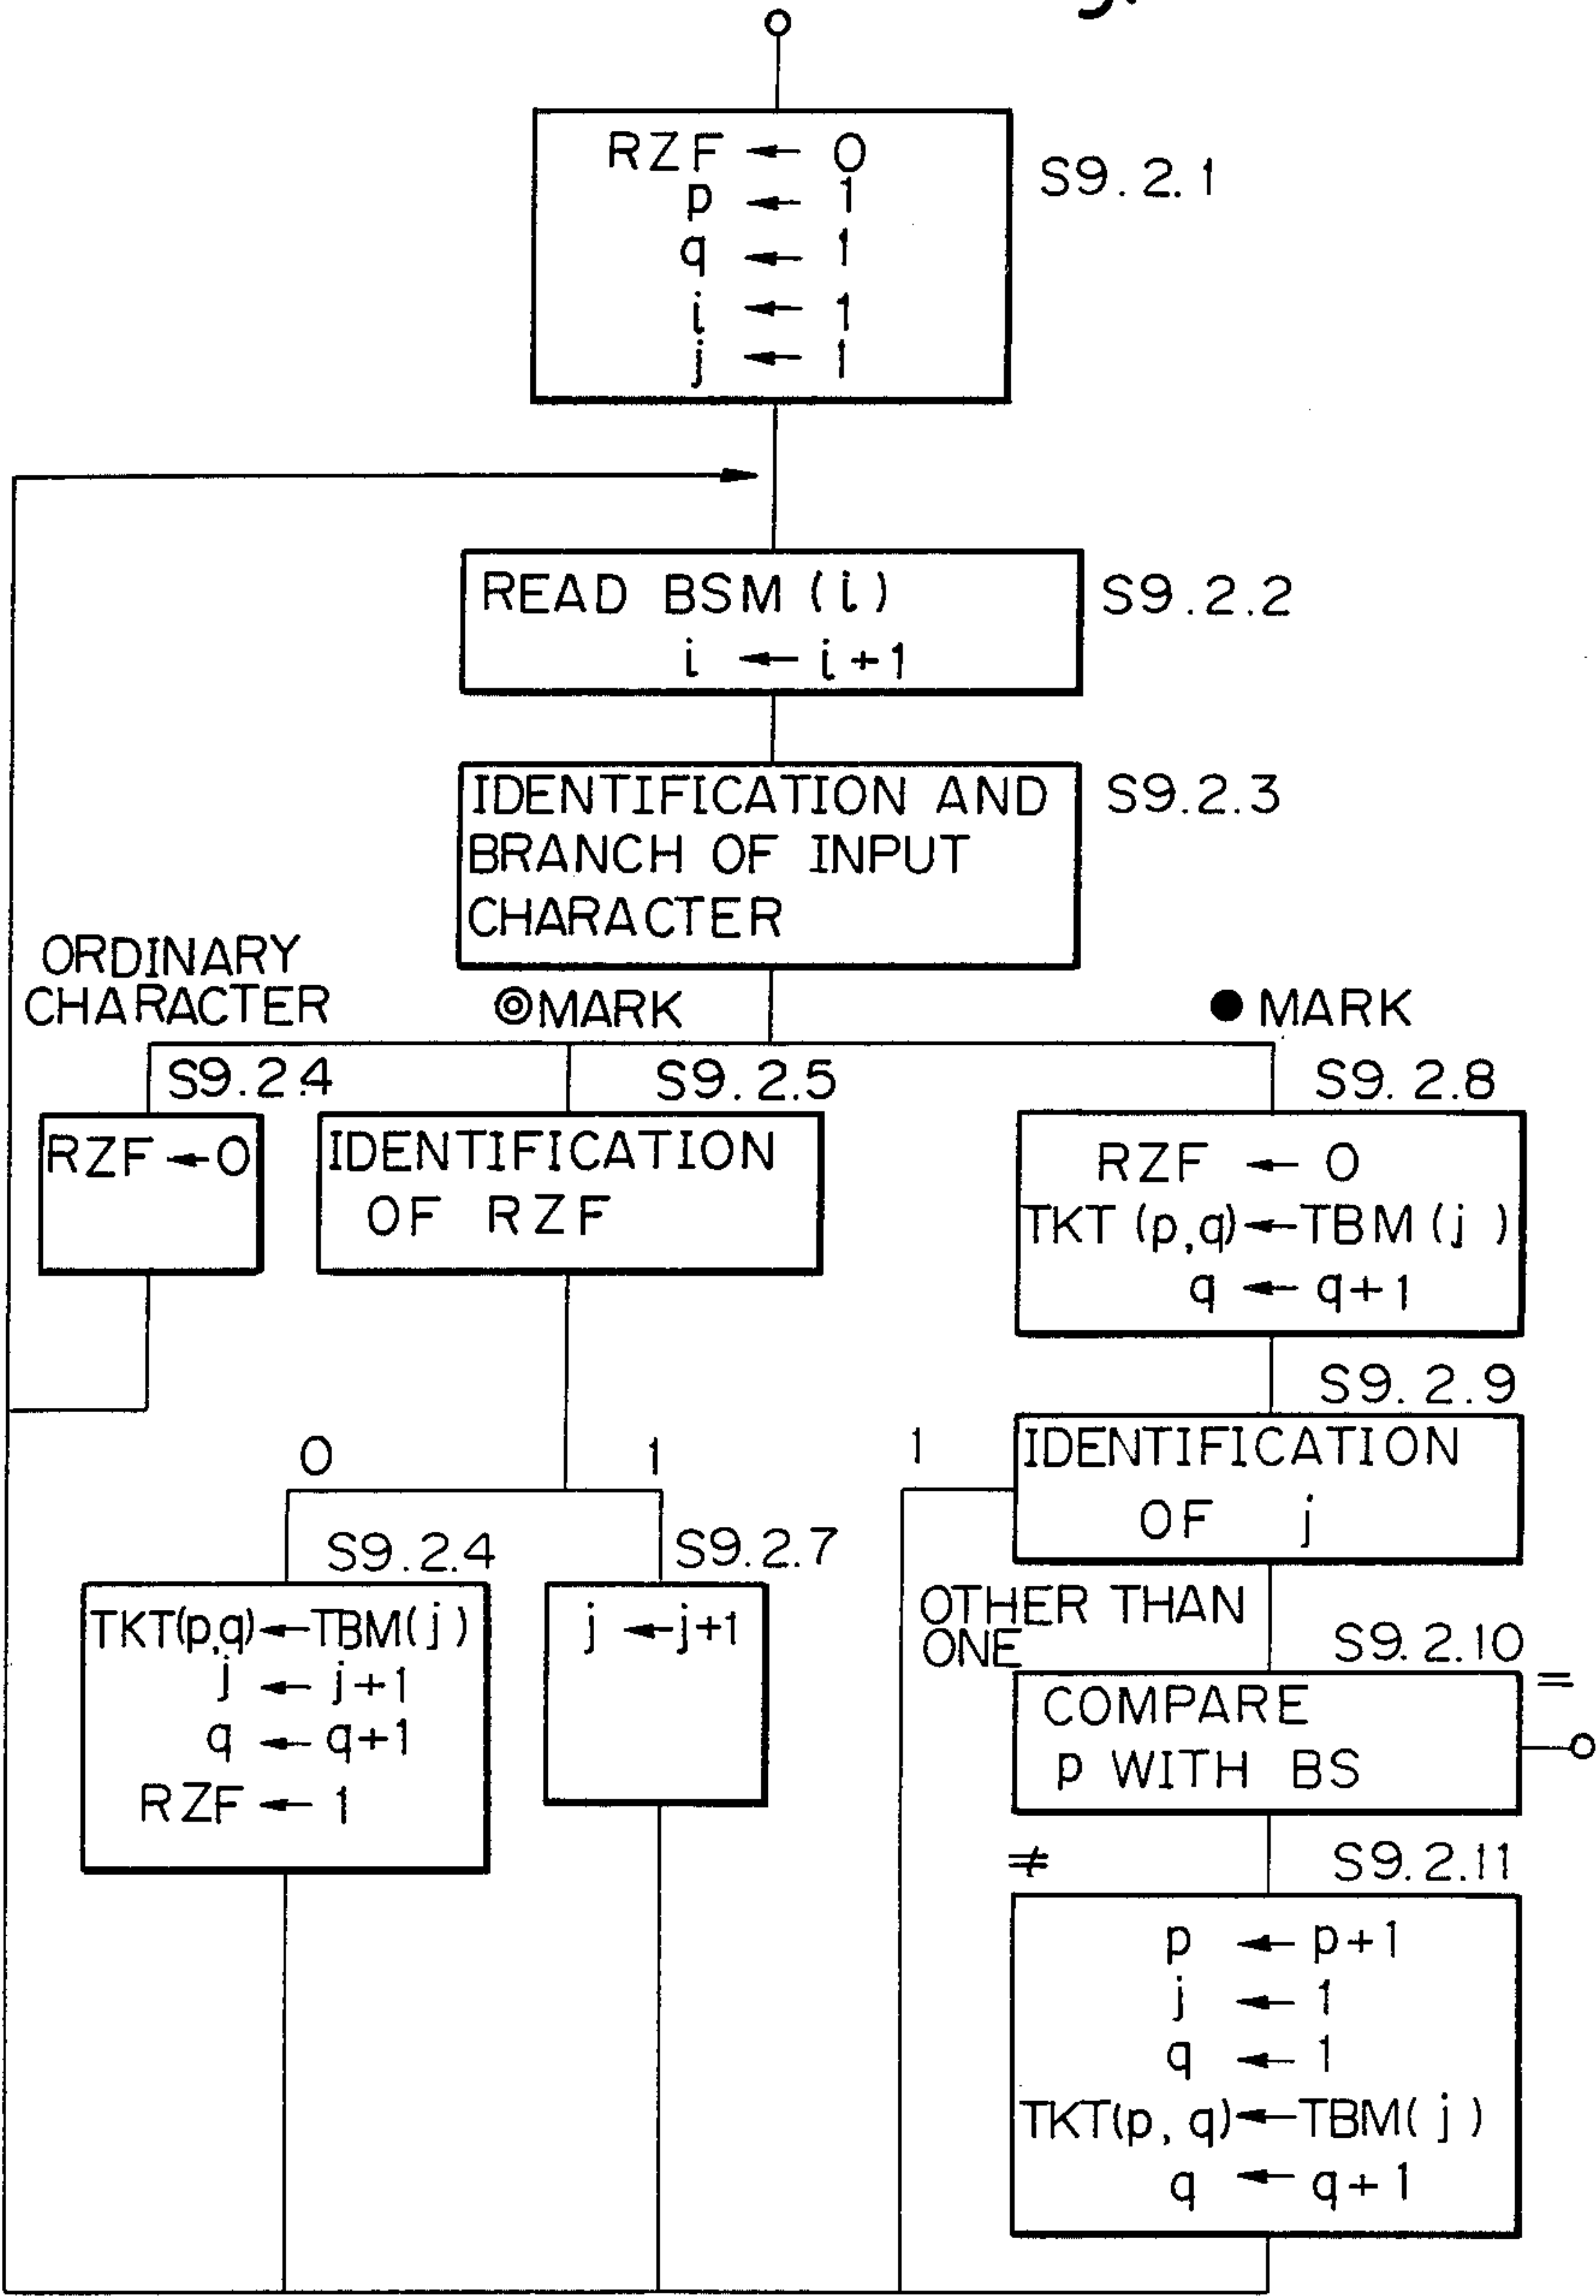 RZF ← 0
p ← 1
q ← 1
i ← 1
j ← 1
S9.2.1
READ BSM (i)
i ← i+1
S9.2.2
IDENTIFICATION AND
BRANCH OF INPUT
CHARACTER
S9.2.3
ORDINARY
CHARACTER
◎MARK
● MARK
S9.2.4
RZF ← 0
S9.2.5
IDENTIFICATION
OF RZF
S9.2.8
RZF ← 0
TKT (p,q) ← TBM (j)
q ← q+1
0
1
S9.2.4
TKT(p,q) ← TBM(j)
j ← j+1
q ← q+1
RZF ← 1
S9.2.7
j ← j+1
S9.2.9
1
IDENTIFICATION
OF j
OTHER THAN
ONE
S9.2.10
=
COMPARE
p WITH BS
≠
S9.2.11
p ← p+1
j ← 1
q ← 1
TKT(p, q) ← TBM( j )
q ← q+1